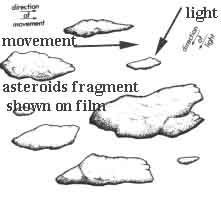 direction
of
movement
light
movement
direction
of
light
asteroids fragment
shown on film